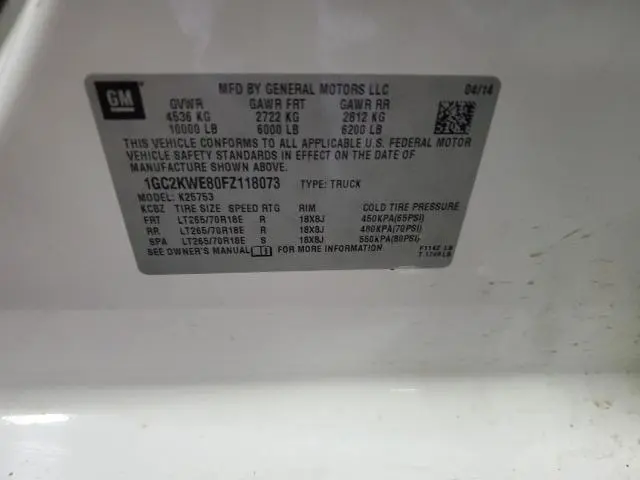 GM
MFD BY GENERAL MOTORS LLC 04/14
GVWR GAWR FRT GAWR RR
4536 KG 2722 KG 2812 KG
10000 LB 6000 LB 6200 LB
THIS VEHICLE CONFORMS TO ALL APPLICABLE U.S. FEDERAL MOTOR
VEHICLE SAFETY STANDARDS IN EFFECT ON THE DATE OF
MANUFACTURE SHOWN ABOVE.
1GC2KWE80FZ118073 TYPE: TRUCK
MODEL: K25753
KCBZ TIRE SIZE SPEED RTG RIM COLD TIRE PRESSURE
FRT LT265/70R18E R 18X8J 450KPA(65PSI)
RR LT265/70R18E R 18X8J 480KPA(70PSI)
SPA LT265/70R18E S 18X8J 550KPA(80PSI)
SEE OWNER'S MANUAL FOR MORE INFORMATION